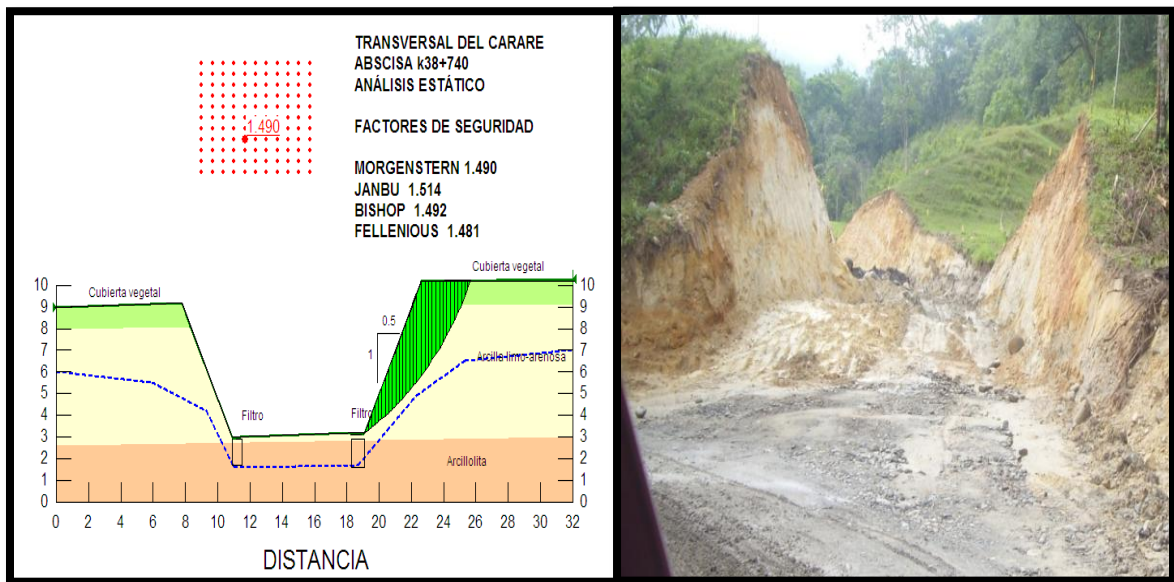 TRANSVERSAL DEL CARARE
ABSCISA k38+740
ANÁLISIS ESTÁTICO
FACTORES DE SEGURIDAD
MORGENSTERN 1.490
JANBU 1.514
BISHOP 1.492
FELLENIOUS 1.481
1.490
Cubierta vegetal
Cubierta vegetal
10
9
8
7
6
5
4
3
2
1
0
0.5
1
Arcillo-limo-arenosa
Filtro
Filtro
Arcillolita
10
9
8
7
6
5
4
3
2
1
0
0 2 4 6 8 10 12 14 16 18 20 22 24 26 28 30 32
DISTANCIA